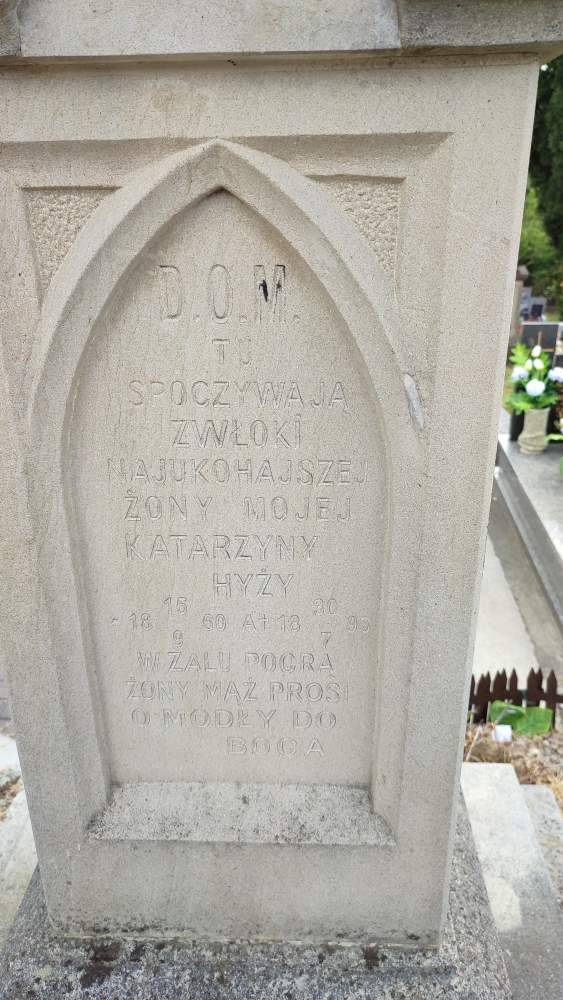 D.O.M.
TU
SPOCZYWAJĄ
ZWŁOKI
NAJUKOHAJSZEJ
ŻONY MOJEJ
KATARZYNY
HYŻY
* 18 15/9 60 A + 18 30/7 95
W ŻALU POGRĄ
ŻONY MĄŻ PROSI
O MODŁY DO
BOGA